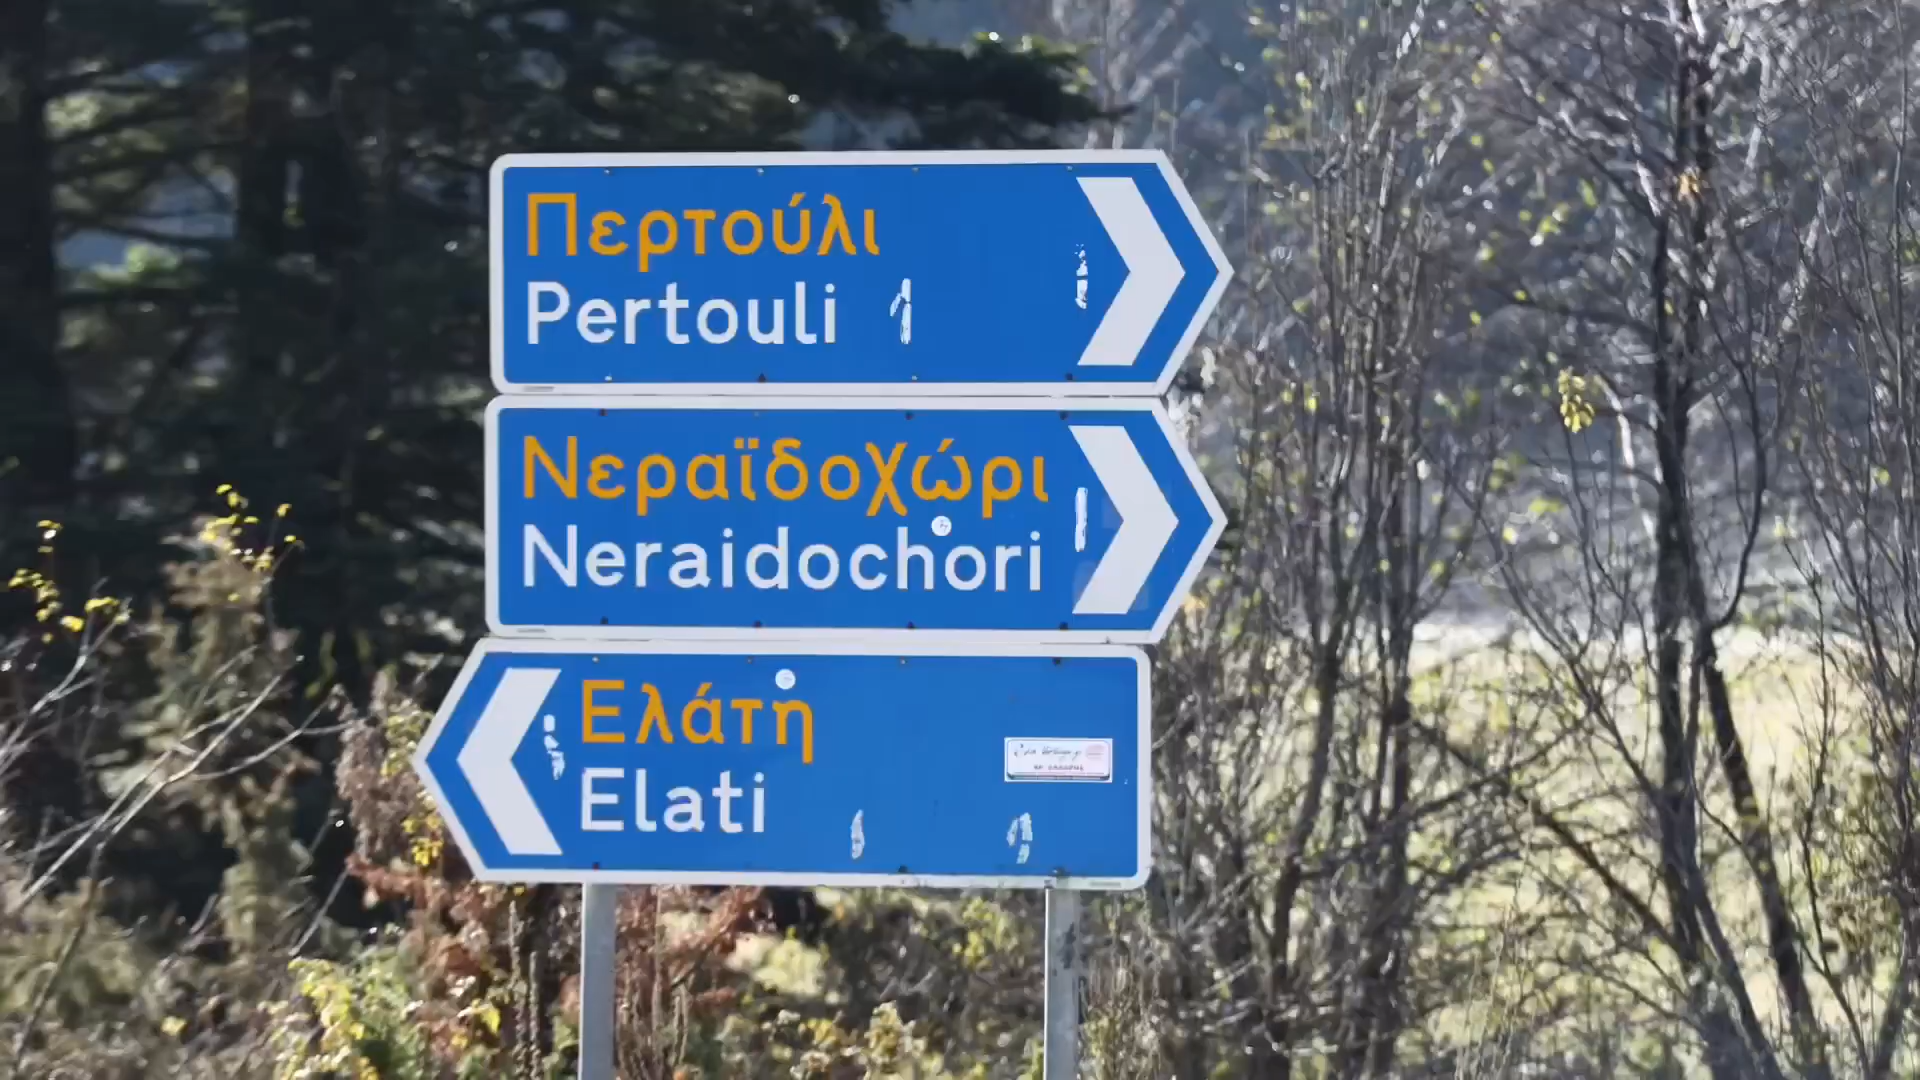 Περτούλι
Pertouli
Νεραϊδοχώρι
Neraidochori
Ελάτη
Elati